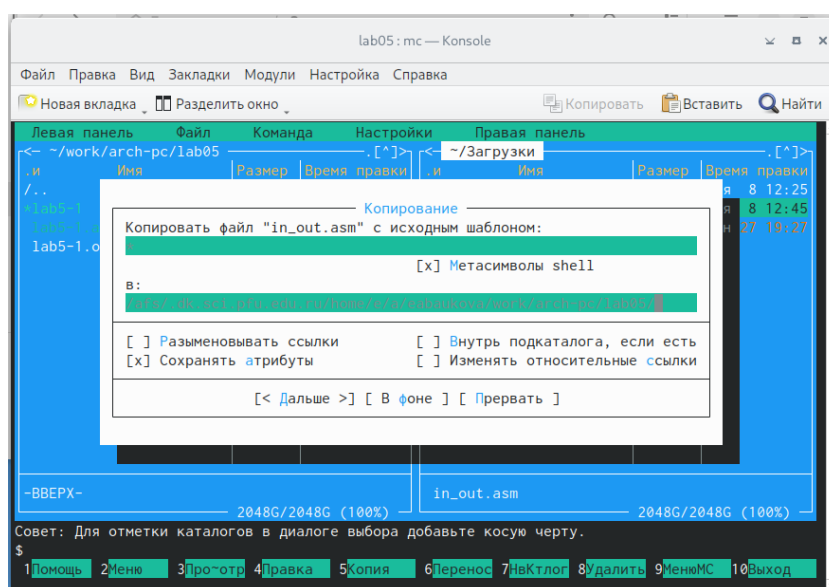 lab05 : mc — Konsole
Файл Правка Вид Закладки Модули Настройка Справка
Новая вкладка Разделить окно Копировать Вставить Найти
Левая панель Файл Команда Настройки Правая панель
<— ~/work/arch-pc/lab05 .[^]> <— ~/Загрузки .[^]>
.и Имя Размер Время правки .и Имя Размер Время правки
/.. я 8 12:25
*lab5-1 я 8 12:45
н 27 19:27
lab5-1.o
Копирование
Копировать файл "in_out.asm" с исходным шаблоном:
[x] Метасимволы shell
в:
[ ] Разыменовывать ссылки [ ] Внутрь подкаталога, если есть
[x] Сохранять атрибуты [ ] Изменять относительные ссылки
[< Дальше >] [ В фоне ] [ Прервать ]
-ВВЕРХ- in_out.asm
2048G/2048G (100%) 2048G/2048G (100%)
Совет: Для отметки каталогов в диалоге выбора добавьте косую черту.
$
1Помощь 2Меню 3Про~отр 4Правка 5Копия 6Перенос 7НвКтлог 8Удалить 9МенюMC 10Выход